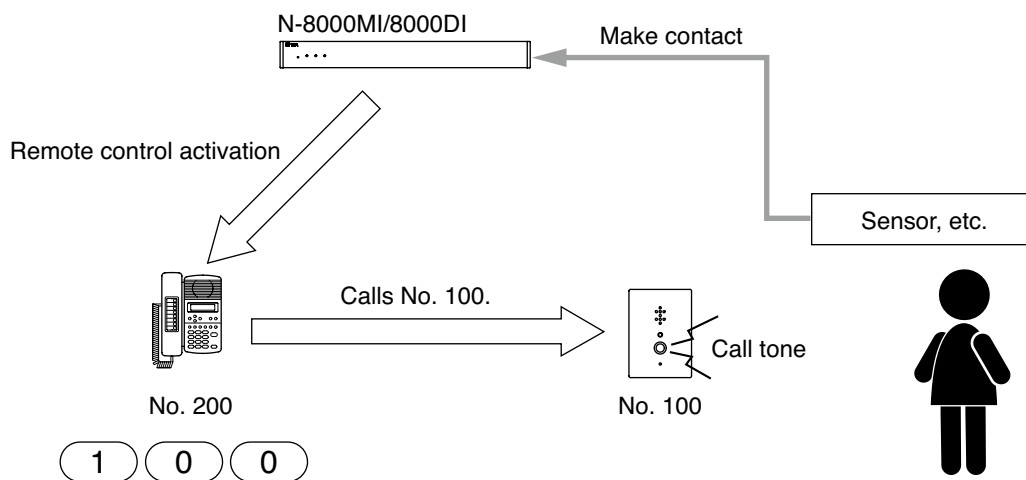 N-8000MI/8000DI
Make contact
Remote control activation
Sensor, etc.
Calls No. 100.
Call tone
No. 200
No. 100
1 0 0